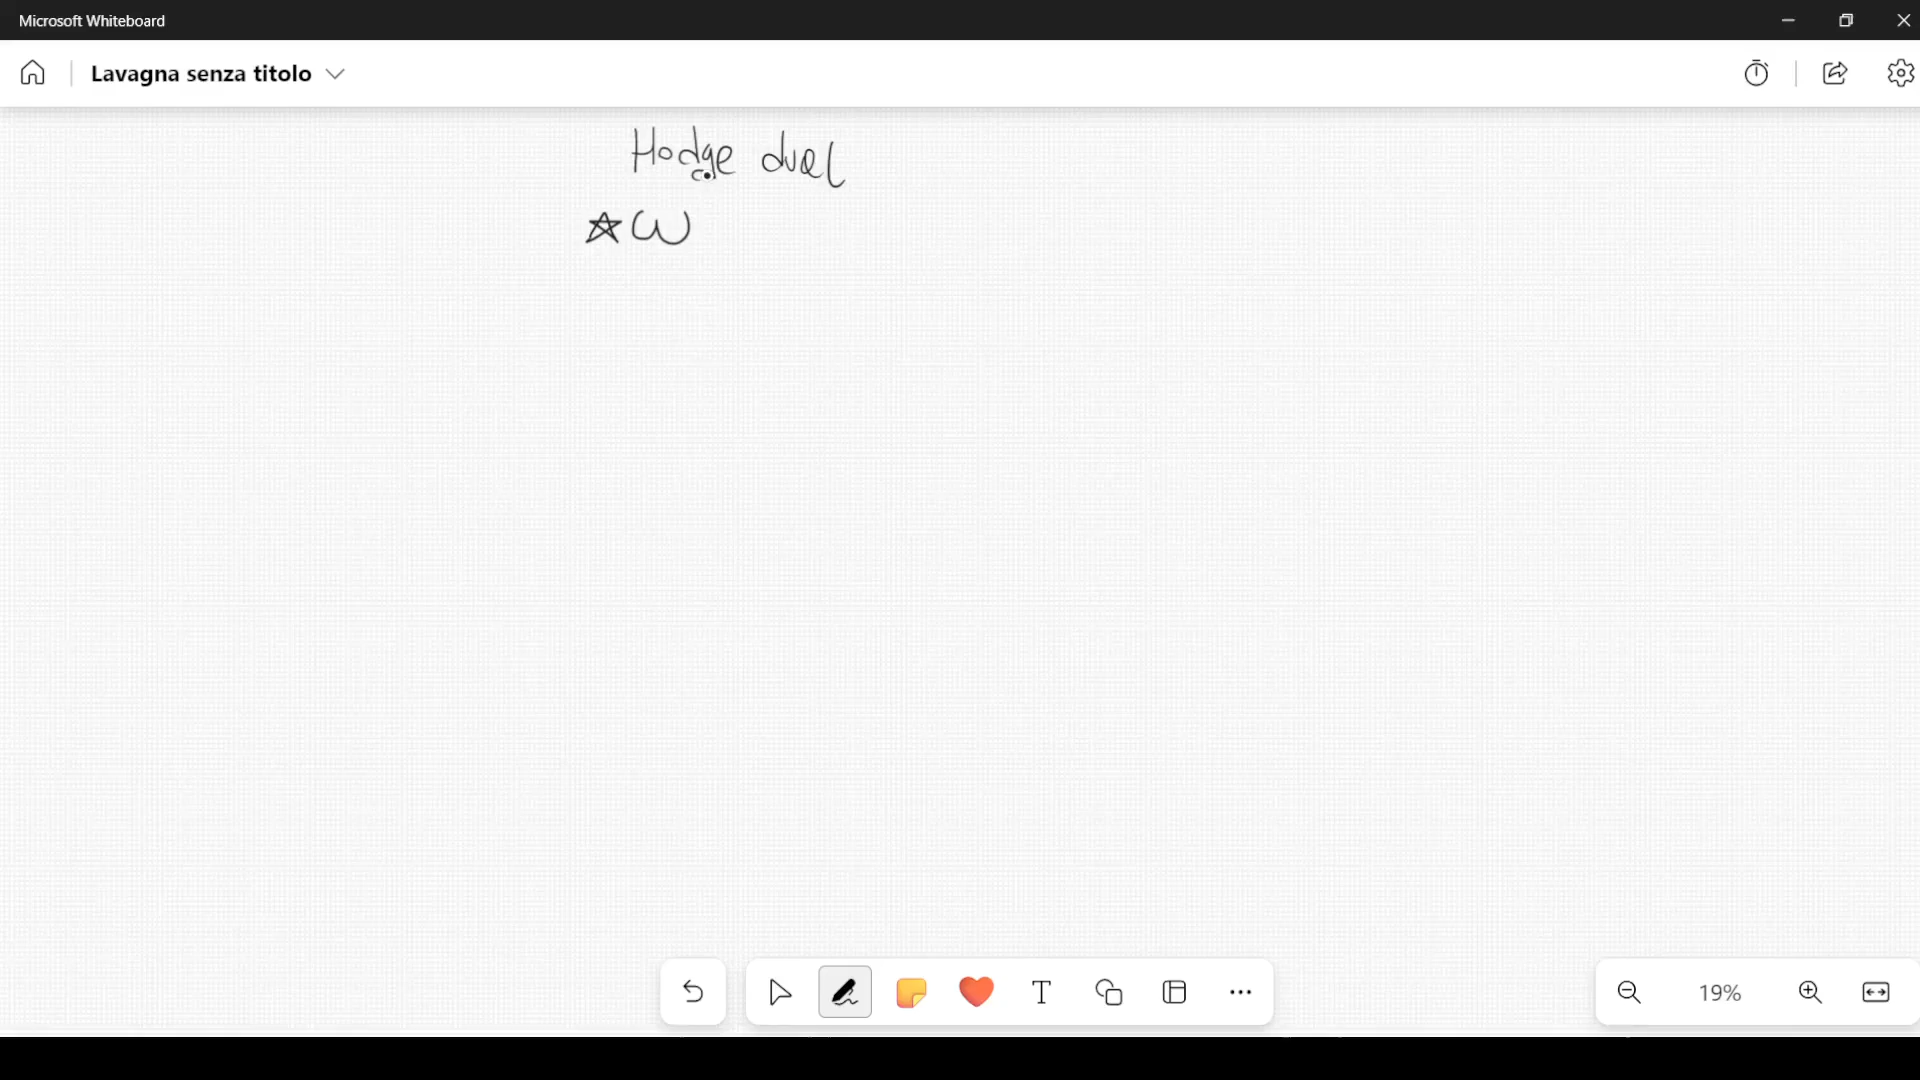 Microsoft Whiteboard
Lavagna senza titolo
Hodge dual
☆ω
T
19%